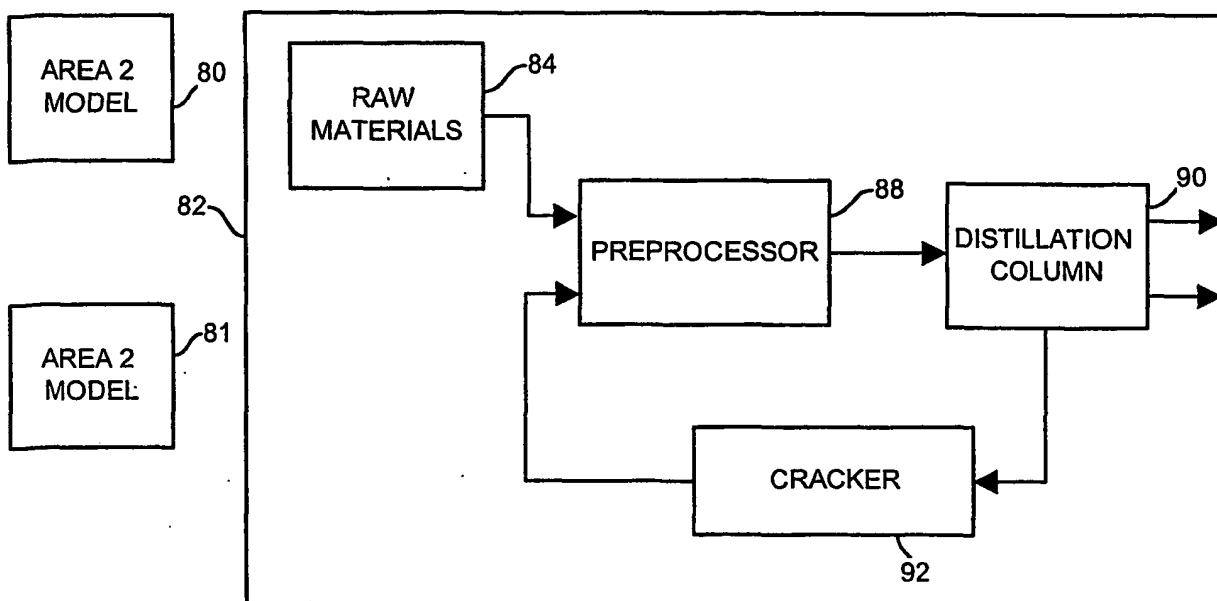 AREA 2
MODEL
80
82
RAW
MATERIALS
84
PREPROCESSOR
88
DISTILLATION
COLUMN
90
AREA 2
MODEL
81
CRACKER
92